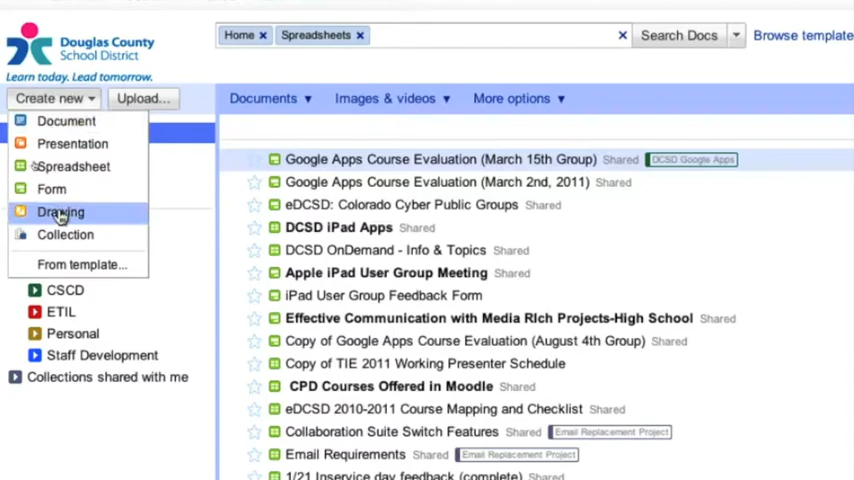 Douglas County
School District
Learn today. Lead tomorrow.
Home × Spreadsheets ×
Search Docs
Browse template
Create new
Upload...
Documents
Images & videos
More options
Document
Presentation
Spreadsheet
Form
Drawing
Collection
From template...
CSCD
ETIL
Personal
Staff Development
Collections shared with me
Google Apps Course Evaluation (March 15th Group) Shared DCSD Google Apps
Google Apps Course Evaluation (March 2nd, 2011) Shared
eDCSD: Colorado Cyber Public Groups Shared
DCSD iPad Apps Shared
DCSD OnDemand - Info & Topics Shared
Apple iPad User Group Meeting Shared
iPad User Group Feedback Form
Effective Communication with Media RIch Projects-High School Shared
Copy of Google Apps Course Evaluation (August 4th Group) Shared
Copy of TIE 2011 Working Presenter Schedule
CPD Courses Offered in Moodle Shared
eDCSD 2010-2011 Course Mapping and Checklist Shared
Collaboration Suite Switch Features Shared Email Replacement Project
Email Requirements Shared Email Replacement Project
1/21 Inservice day feedback (complete) Shared